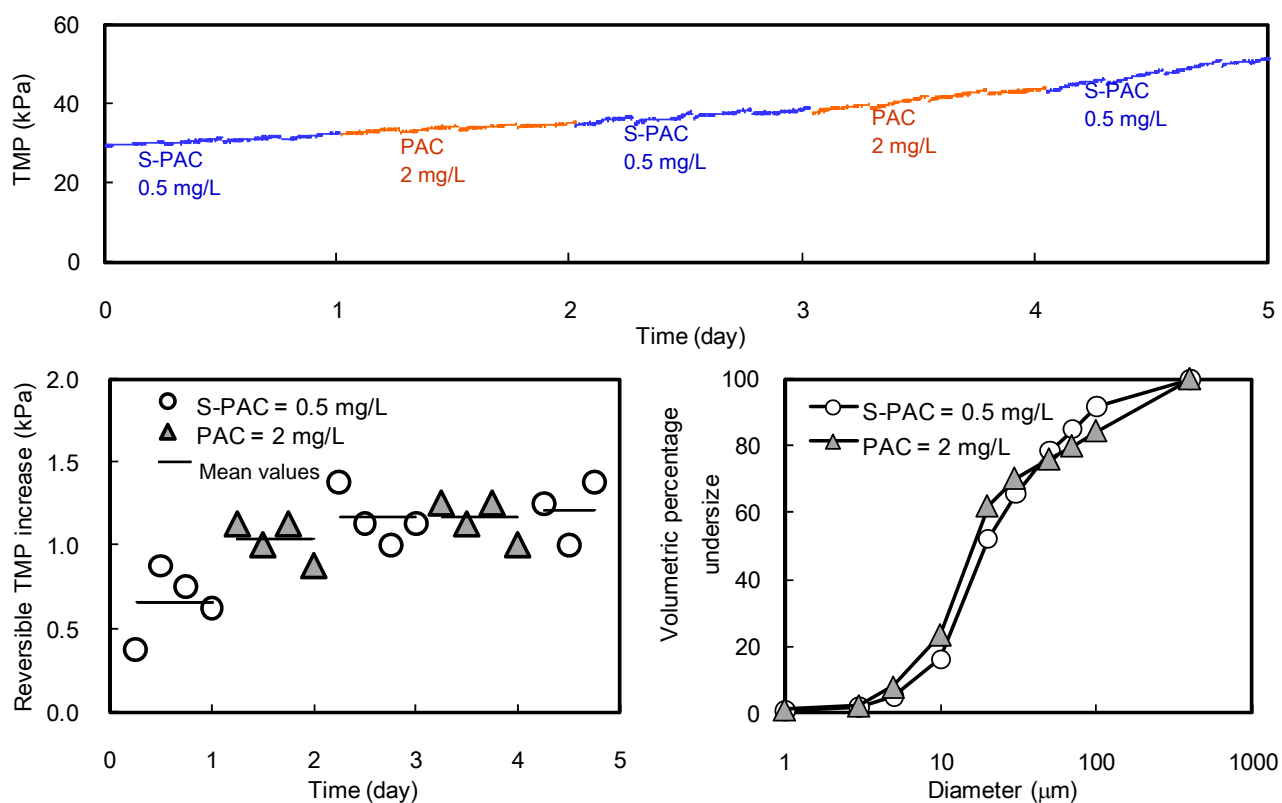 60
40
20
0
TMP (kPa)
S-PAC
0.5 mg/L
PAC
2 mg/L
S-PAC
0.5 mg/L
PAC
2 mg/L
S-PAC
0.5 mg/L
0 1 2 3 4 5
Time (day)
2.0
1.5
1.0
0.5
0.0
Reversible TMP increase (kPa)
S-PAC = 0.5 mg/L
PAC = 2 mg/L
Mean values
0 1 2 3 4 5
Time (day)
100
80
60
40
20
0
Volumetric percentage
undersize
S-PAC = 0.5 mg/L
PAC = 2 mg/L
1 10 100 1000
Diameter (μm)